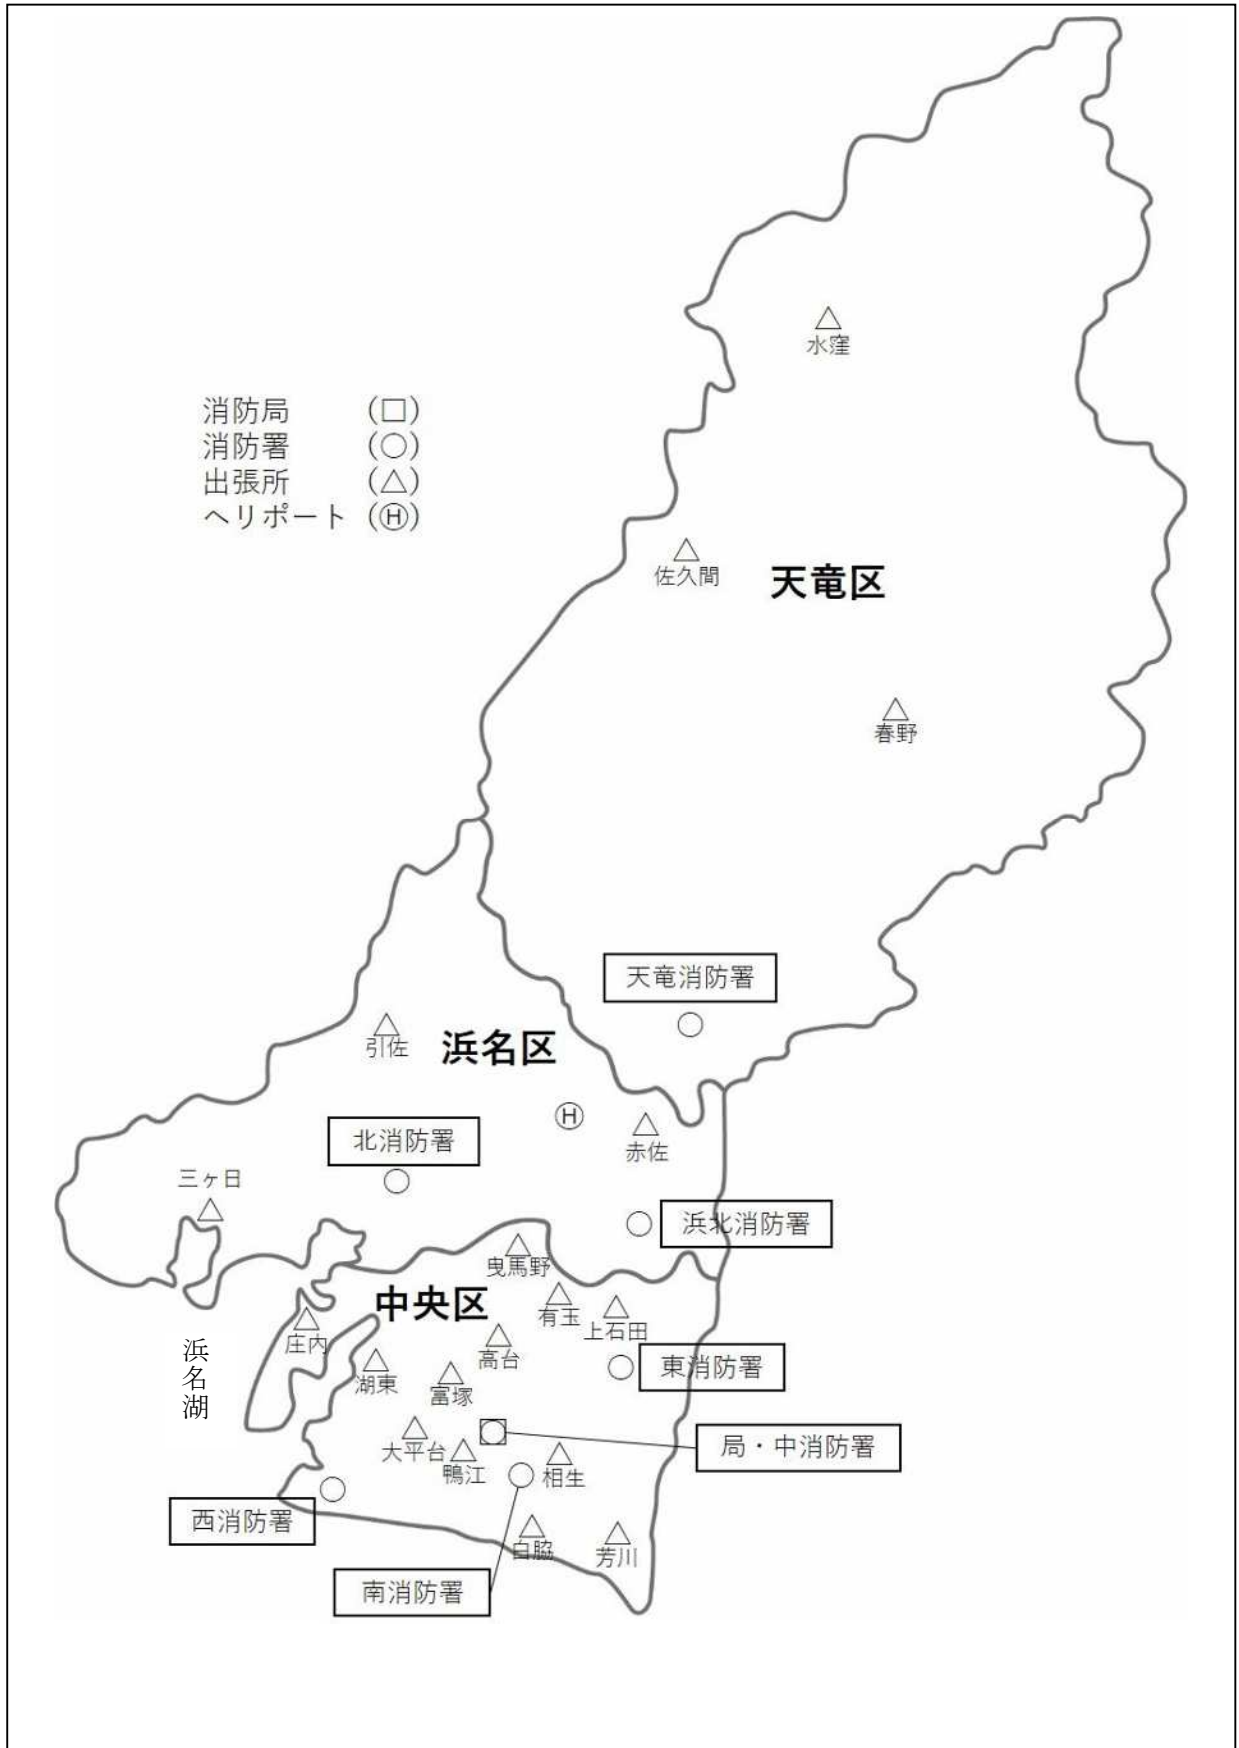 水窪
消防局 (□)
消防署 (○)
出張所 (△)
ヘリポート (Ⓗ)
佐久間
天竜区
春野
天竜消防署
引佐
浜名区
Ⓗ
北消防署
赤佐
三ヶ日
浜北消防署
曳馬野
中央区
有玉
上石田
庄内
浜名湖
高台
湖東
富塚
東消防署
大平台
鴨江
局・中消防署
相生
西消防署
白脇
芳川
南消防署